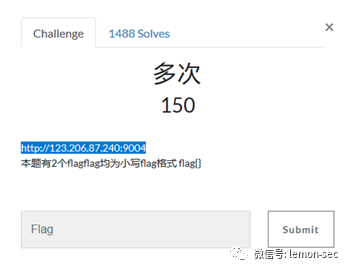 Challenge
1488 Solves
×
多次
150
http://123.206.87.240:9004
本题有2个flagflag均为小写flag格式 flag{}
Flag
Submit
微信号: lemon-sec